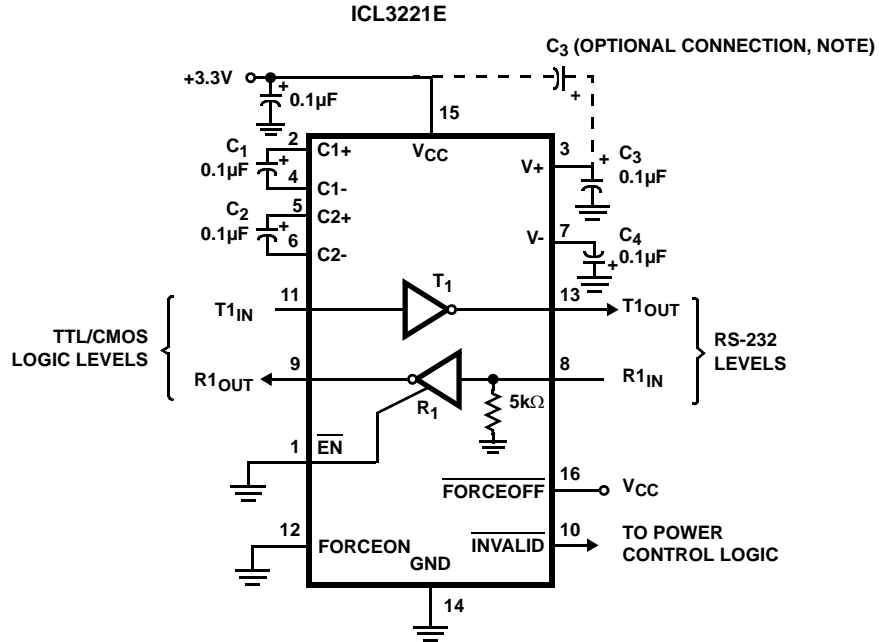 ICL3221E
C3 (OPTIONAL CONNECTION, NOTE)
+3.3V
+
0.1µF
+
15
C1
0.1µF
+
2
C1+
VCC
3
V+
+
C3
0.1µF
4
C1-
C2
0.1µF
+
5
C2+
6
C2-
7
V-
C4
0.1µF
+
T1
T1IN
11
13
T1OUT
TTL/CMOS
LOGIC LEVELS
RS-232
LEVELS
R1OUT
9
R1
5kΩ
8
R1IN
1
EN
16
FORCEOFF
VCC
12
FORCEON
GND
INVALID
10
TO POWER
CONTROL LOGIC
14